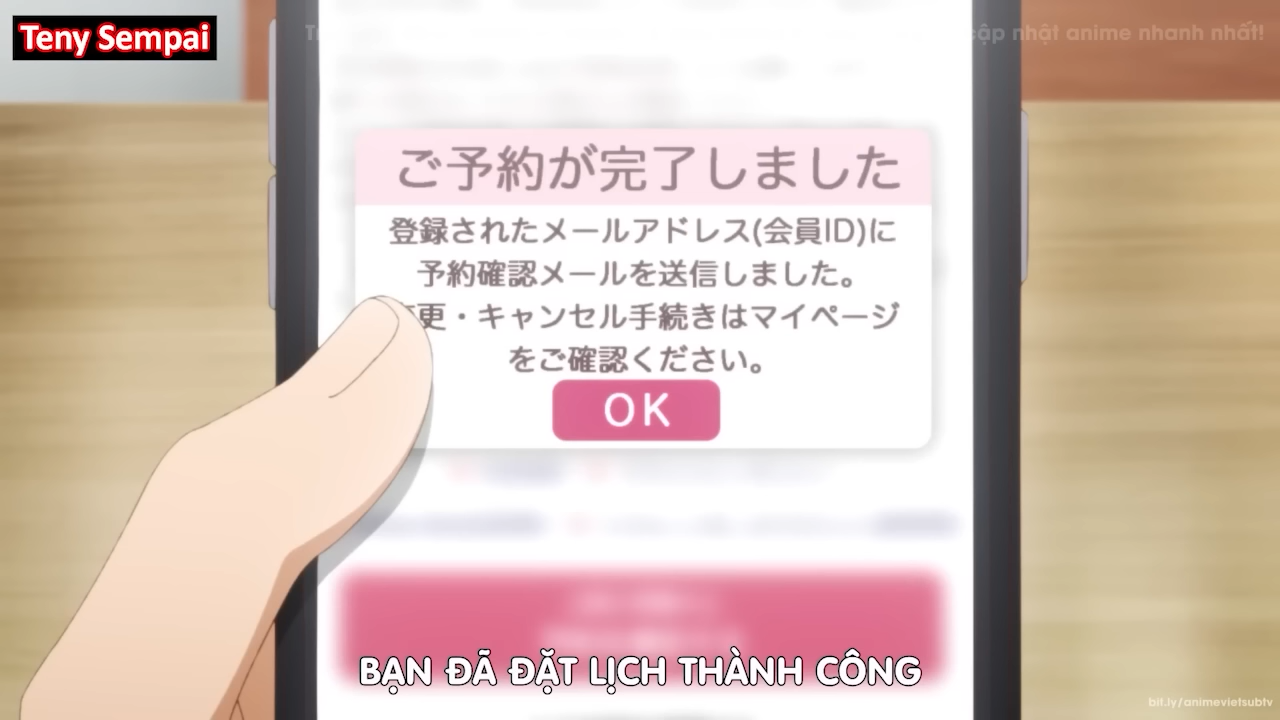 Teny Sempai
cập nhật anime nhanh nhất!
ご予約が完了しました
登録されたメールアドレス(会員ID)に
予約確認メールを送信しました。
更・キャンセル手続きはマイページ
をご確認ください。
OK
BẠN ĐÃ ĐẶT LỊCH THÀNH CÔNG
bit.ly/animevietsubtv